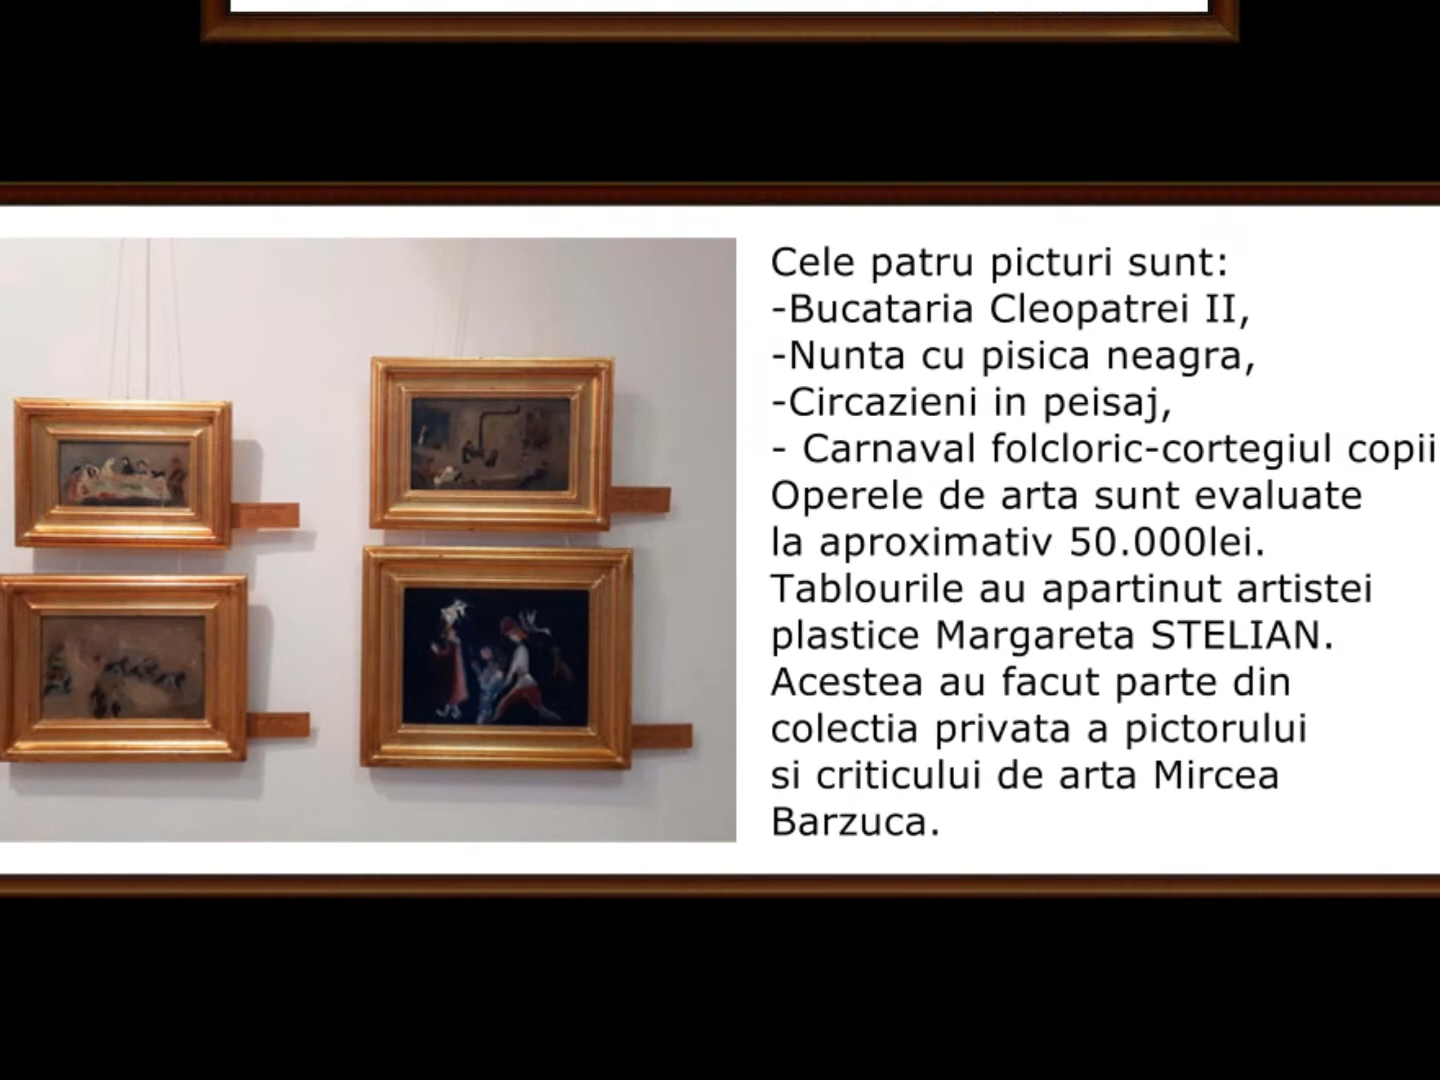 Cele patru picturi sunt:
-Bucataria Cleopatrei II,
-Nunta cu pisica neagra,
-Circazieni in peisaj,
- Carnaval folcloric-cortegiul copii
Operele de arta sunt evaluate
la aproximativ 50.000lei.
Tablourile au apartinut artistei
plastice Margareta STELIAN.
Acestea au facut parte din
colectia privata a pictorului
si criticului de arta Mircea
Barzuca.